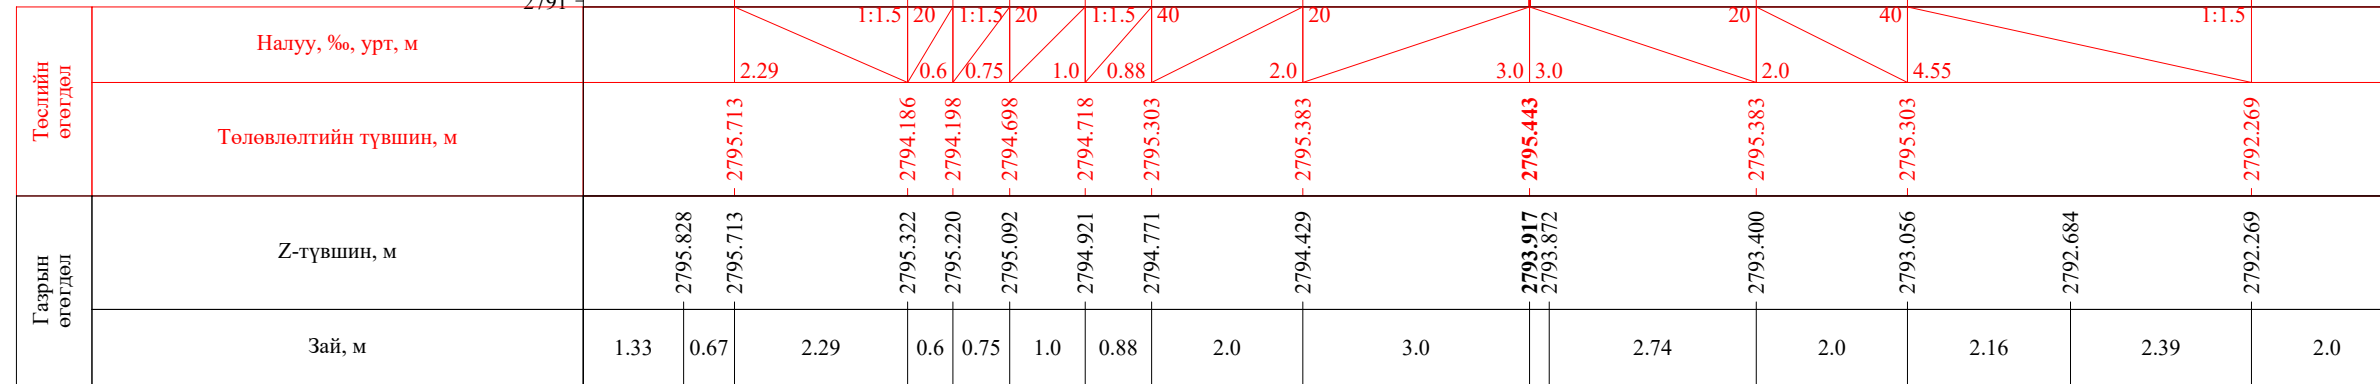 2791
Төслийн өгөгдөл
Налуу, ‰, урт, м
1:1.5 20 1:1.5 20 1:1.5 40 20 20 40 1:1.5
2.29 0.6 0.75 1.0 0.88 2.0 3.0 3.0 2.0 4.55
Төлөвлөлтийн түвшин, м
2795.713 2794.186 2794.198 2794.698 2794.718 2795.303 2795.383 2795.443 2795.383 2795.303 2792.269
Газрын өгөгдөл
Z-түвшин, м
2795.828 2795.713 2795.322 2795.220 2795.092 2794.921 2794.771 2794.429 2793.917 2793.872 2793.400 2793.056 2792.684 2792.269
Зай, м
1.33 0.67 2.29 0.6 0.75 1.0 0.88 2.0 3.0 2.74 2.0 2.16 2.39 2.0